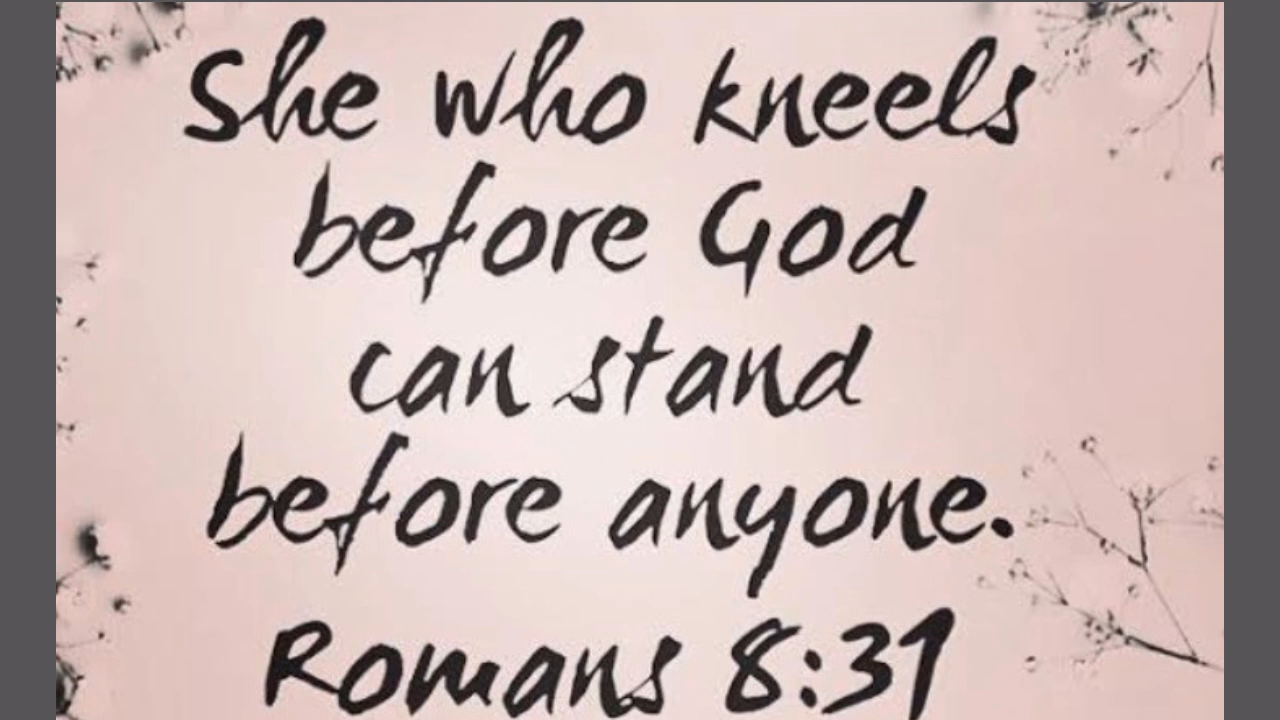 She who kneels
before God
can stand
before anyone.
Romans 8:31